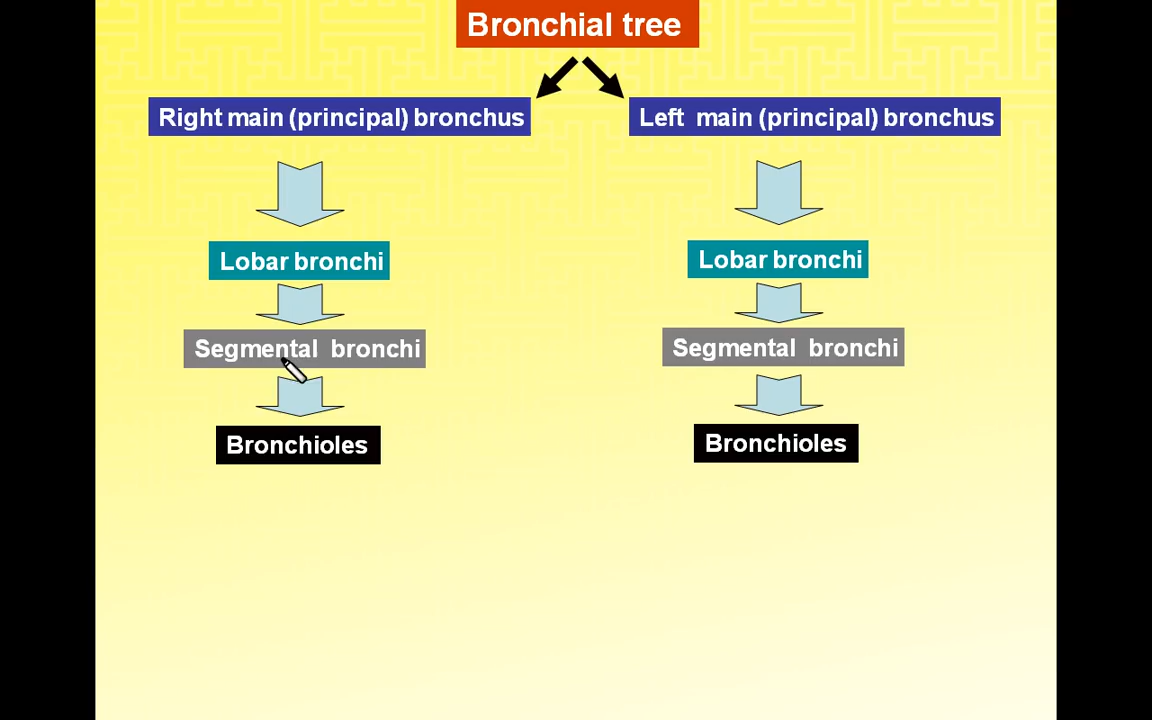 Bronchial tree
Right main (principal) bronchus
Left main (principal) bronchus
Lobar bronchi
Lobar bronchi
Segmental bronchi
Segmental bronchi
Bronchioles
Bronchioles